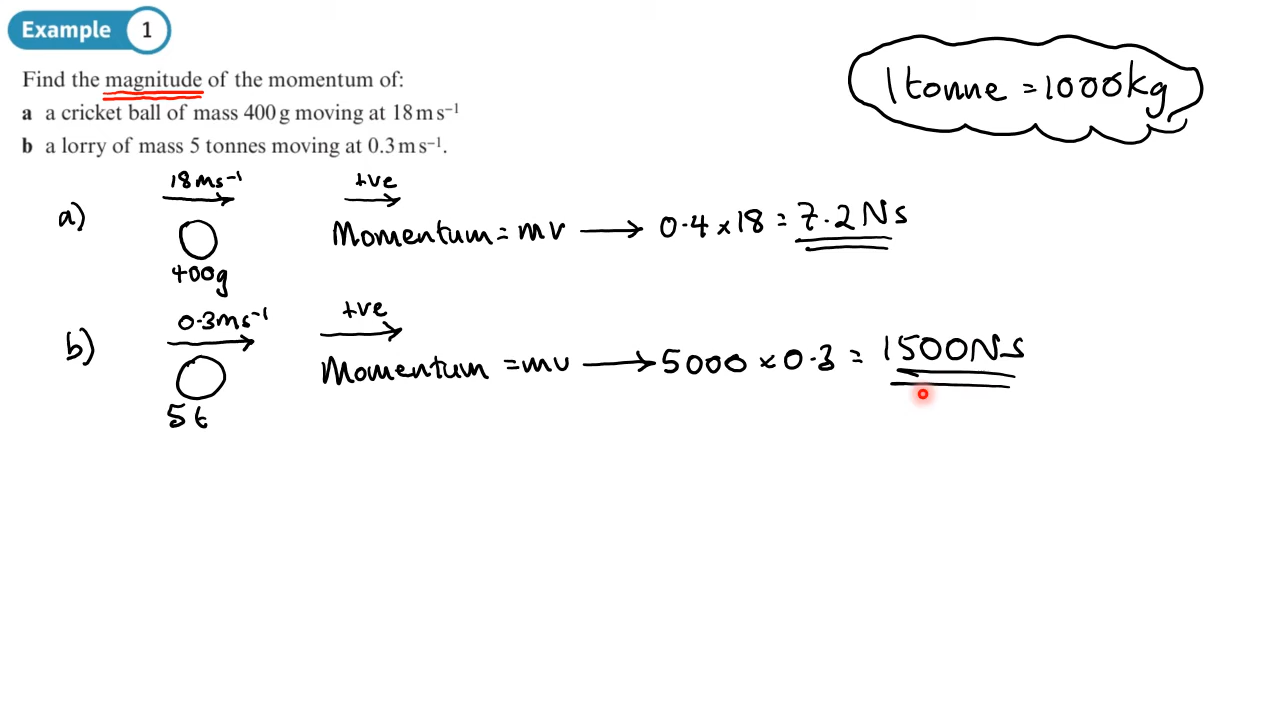 Example 1
Find the magnitude of the momentum of:
a a cricket ball of mass 400 g moving at 18 m s⁻¹
b a lorry of mass 5 tonnes moving at 0.3 m s⁻¹.
1 tonne = 1000kg
a)
18ms⁻¹
400g
+ve
Momentum = mv → 0.4 × 18 = 7.2 Ns
b)
0.3ms⁻¹
5t
+ve
Momentum = mv → 5000 × 0.3 = 1500Ns